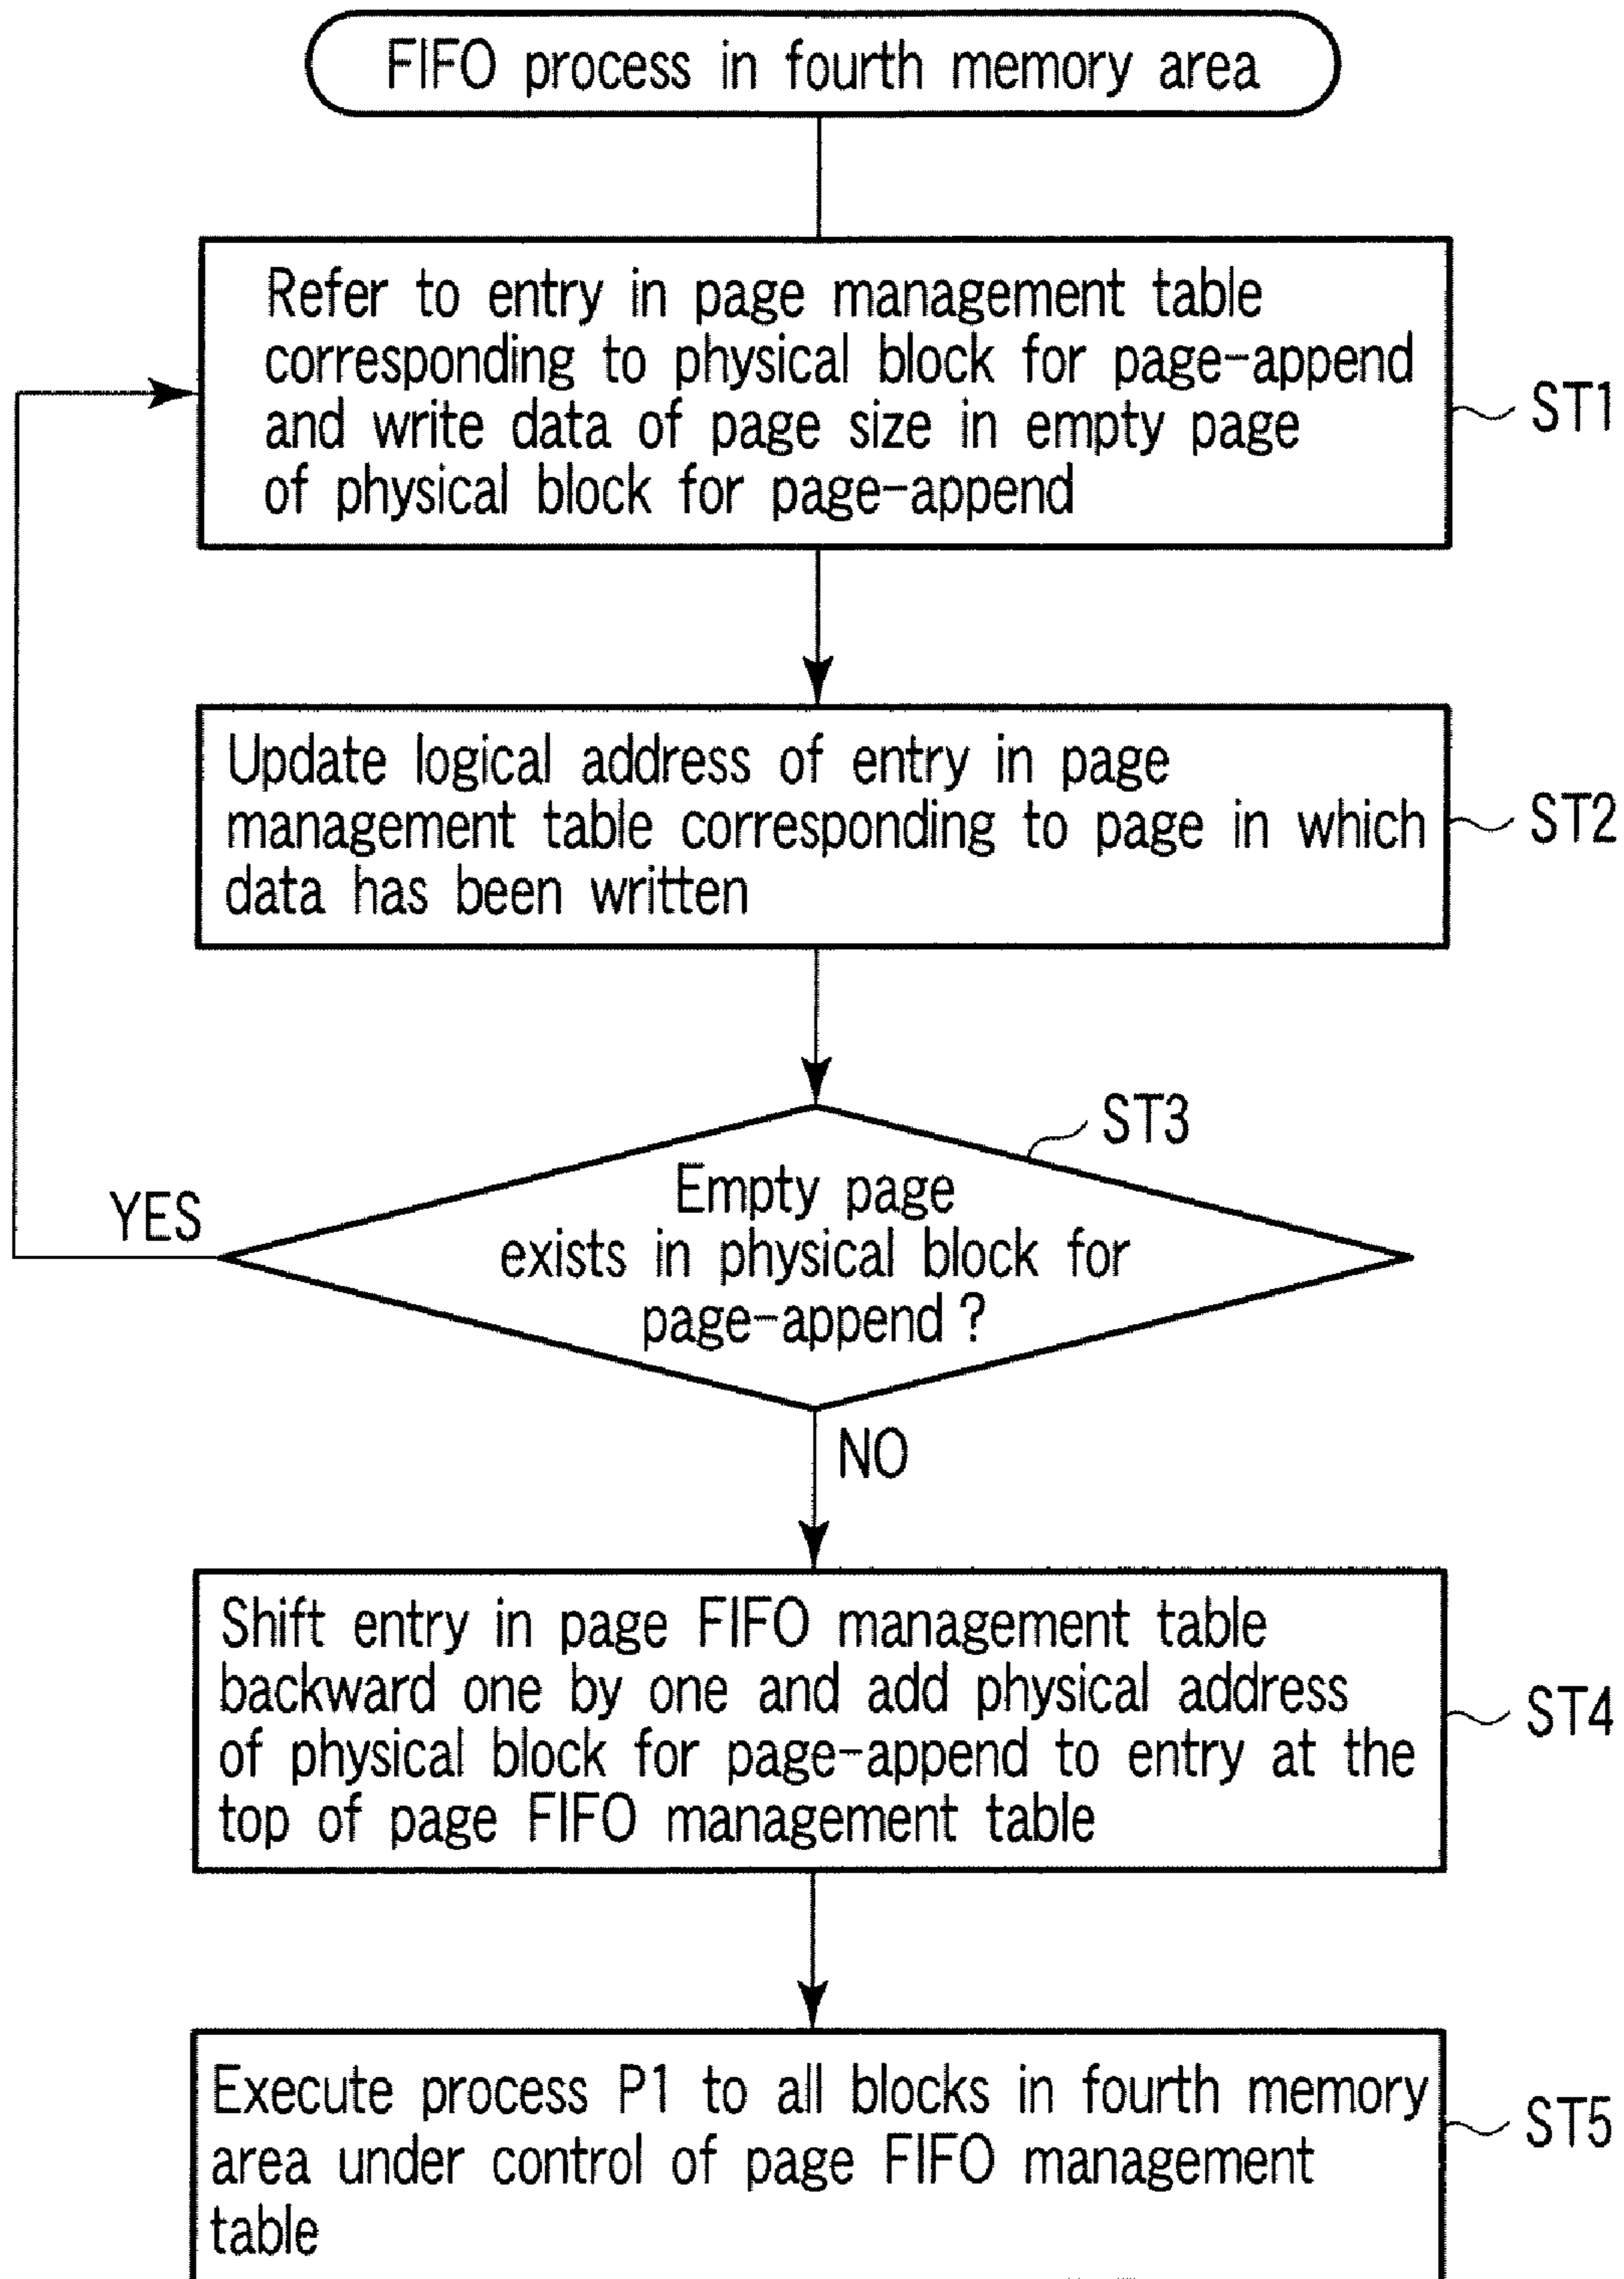 FIFO process in fourth memory area
Refer to entry in page management table
corresponding to physical block for page-append
and write data of page size in empty page
of physical block for page-append
ST1
Update logical address of entry in page
management table corresponding to page in which
data has been written
ST2
ST3
Empty page
exists in physical block for
page-append ?
YES
NO
Shift entry in page FIFO management table
backward one by one and add physical address
of physical block for page-append to entry at the
top of page FIFO management table
ST4
Execute process P1 to all blocks in fourth memory
area under control of page FIFO management
table
ST5